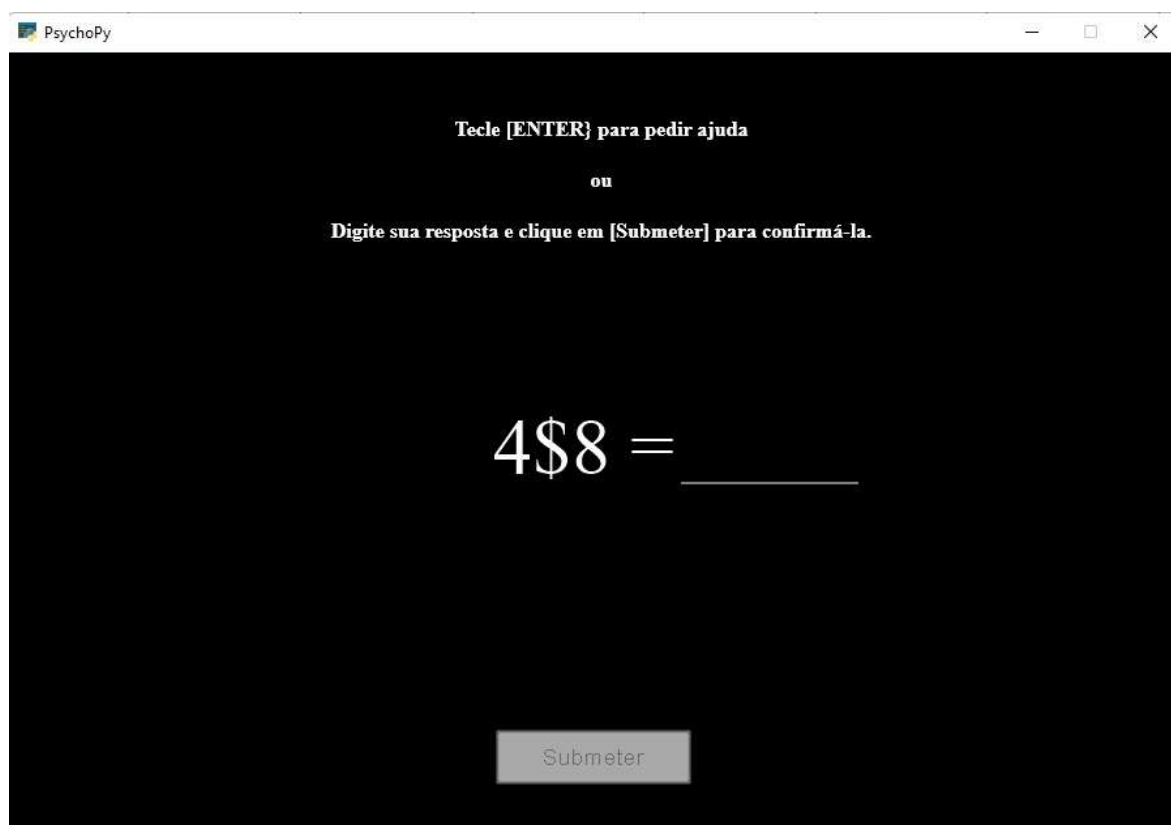 PsychoPy
Tecle [ENTER} para pedir ajuda
ou
Digite sua resposta e clique em [Submeter] para confirmá-la.
4$8 =
Submeter